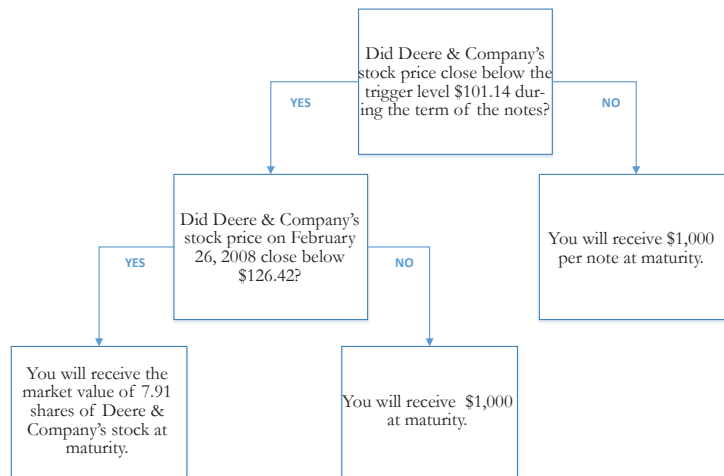 Did Deere & Company’s
stock price close below the
trigger level $101.14 dur-
ing the term of the notes?
YES
NO
Did Deere & Company’s
stock price on February
26, 2008 close below
$126.42?
You will receive $1,000
per note at maturity.
YES
NO
You will receive the
market value of 7.91
shares of Deere &
Company’s stock at
maturity.
You will receive $1,000
at maturity.